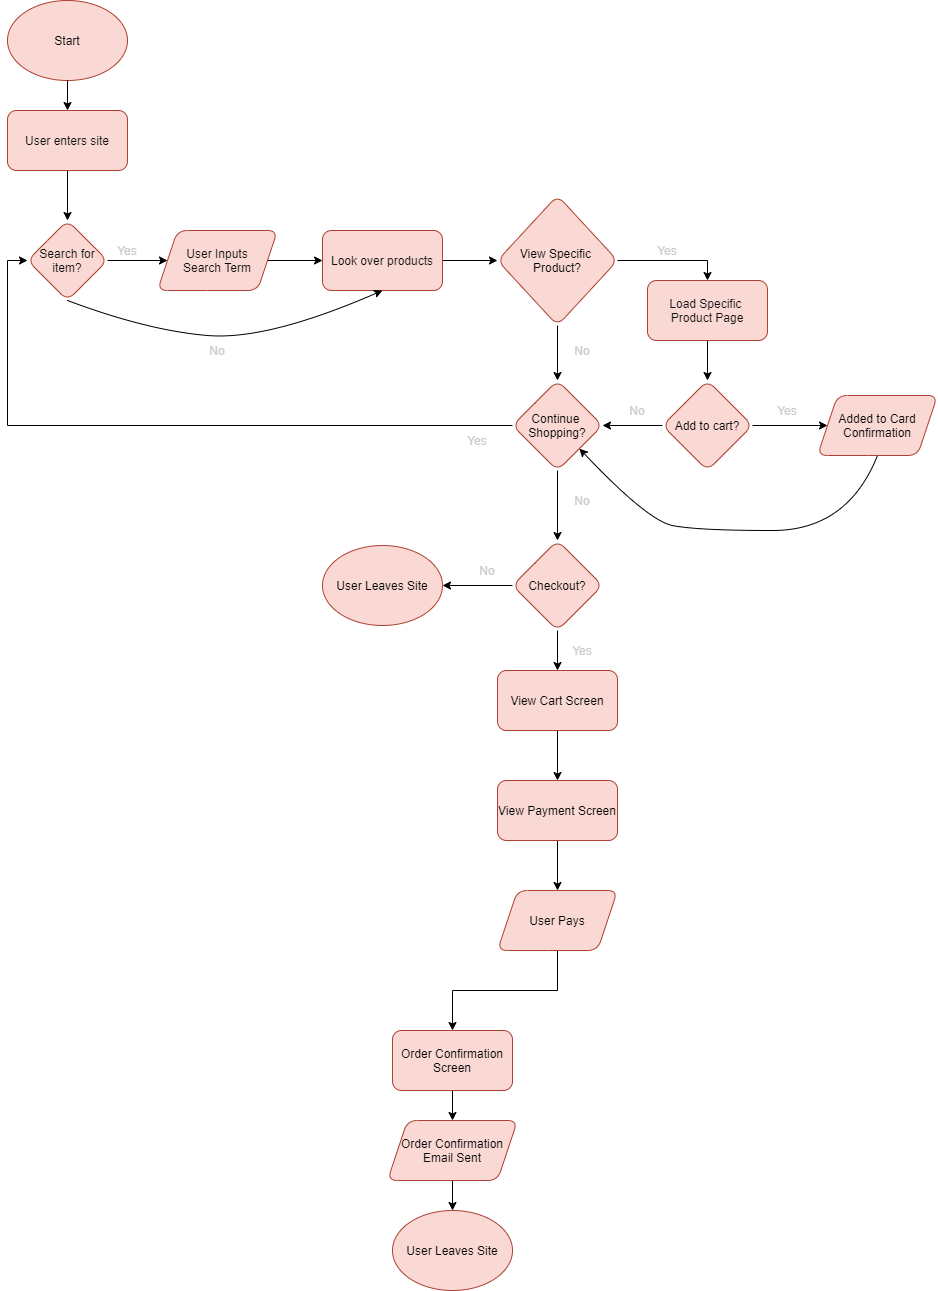 Start
User enters site
Search for
item?
Yes
User Inputs
Search Term
Look over products
View Specific
Product?
Yes
No
Load Specific
Product Page
No
Continue
Shopping?
No
Add to cart?
Yes
Added to Card
Confirmation
Yes
No
User Leaves Site
No
Checkout?
Yes
View Cart Screen
View Payment Screen
User Pays
Order Confirmation
Screen
Order Confirmation
Email Sent
User Leaves Site